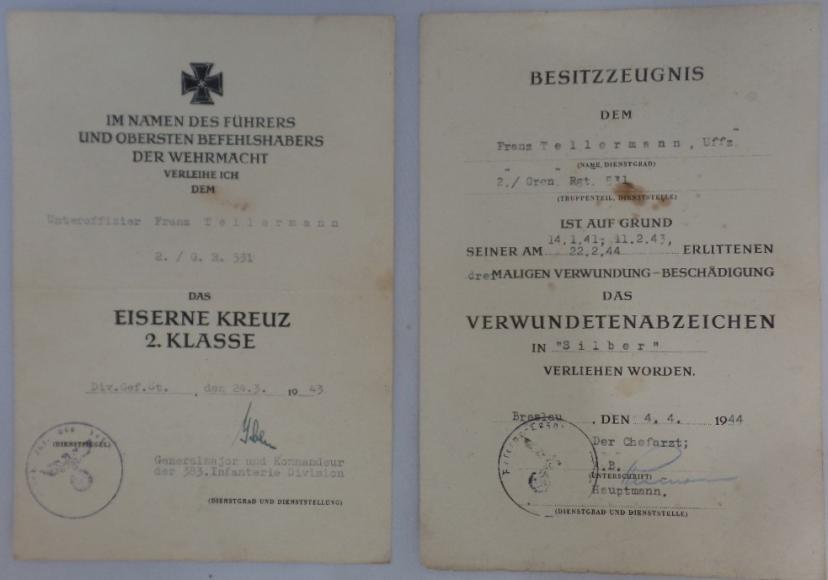 IM NAMEN DES FÜHRERS
UND OBERSTEN BEFEHLSHABERS
DER WEHRMACHT
VERLEIHE ICH
DEM
Unteroffizier Franz Tellermann
2. / G. R. 531
DAS
EISERNE KREUZ
2. KLASSE
Div.Gef.St. , den 24.3. 1943
(DIENSTSIEGEL)
Generalmajor und Kommandeur
der 383. Infanterie Division
(DIENSTGRAD UND DIENSTSTELLUNG)
BESITZZEUGNIS
DEM
Franz Tellermann, Uffz.
(NAME, DIENSTGRAD)
2./ Gren. Rgt. 531
(TRUPPENTEIL, DIENSTSTELLE)
IST AUF GRUND
14.1.41; 11.2.43,
SEINER AM 22.2.44 ERLITTENEN
dreiMALIGEN VERWUNDUNG–BESCHÄDIGUNG
DAS
VERWUNDETENABZEICHEN
IN "Silber"
VERLIEHEN WORDEN.
Breslau , DEN 4. 4. 1944
Der Chefarzt;
(UNTERSCHRIFT)
Hauptmann.
(DIENSTGRAD UND DIENSTSTELLE)